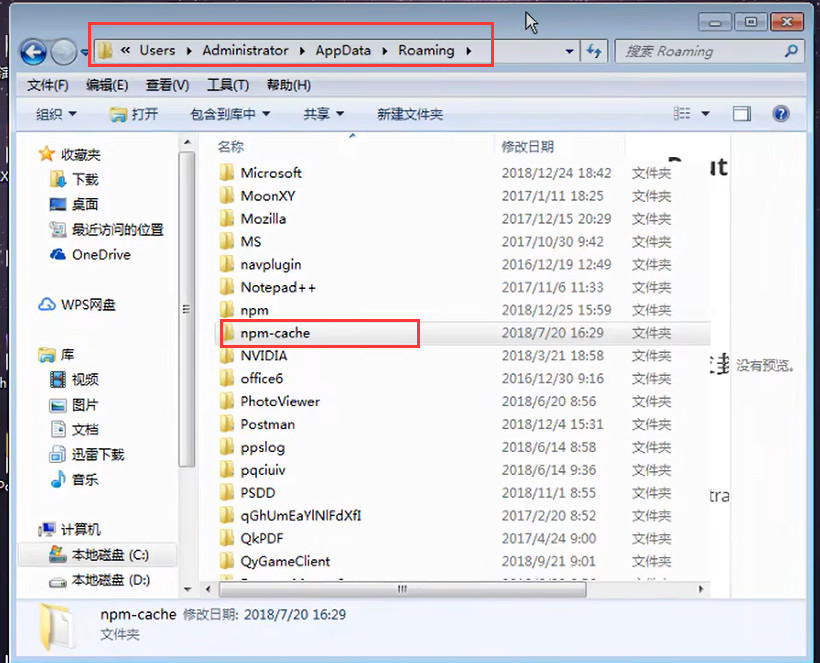 « Users ▸ Administrator ▸ AppData ▸ Roaming ▸
搜索 Roaming
文件(F) 编辑(E) 查看(V) 工具(T) 帮助(H)
组织 打开 包含到库中 共享 新建文件夹
收藏夹
下载
桌面
最近访问的位置
OneDrive
WPS网盘
库
视频
图片
文档
迅雷下载
音乐
计算机
本地磁盘 (C:)
本地磁盘 (D:)
名称 修改日期
Microsoft 2018/12/24 18:42 文件夹
MoonXY 2017/1/11 18:25 文件夹
Mozilla 2017/12/15 20:29 文件夹
MS 2017/10/30 9:42 文件夹
navplugin 2016/12/19 12:49 文件夹
Notepad++ 2017/11/6 11:33 文件夹
npm 2018/12/25 15:59 文件夹
npm-cache 2018/7/20 16:29 文件夹
NVIDIA 2018/3/21 18:58 文件夹
office6 2016/12/30 9:16 文件夹
PhotoViewer 2018/6/20 8:56 文件夹
Postman 2018/12/4 15:31 文件夹
ppslog 2018/6/14 8:58 文件夹
pqciuiv 2018/6/14 9:36 文件夹
PSDD 2018/11/1 8:55 文件夹
qGhUmEaYlNlFdXfI 2017/2/20 8:52 文件夹
QkPDF 2017/4/24 9:00 文件夹
QyGameClient 2018/9/21 9:01 文件夹
没有预览。
tra
npm-cache 修改日期: 2018/7/20 16:29
文件夹